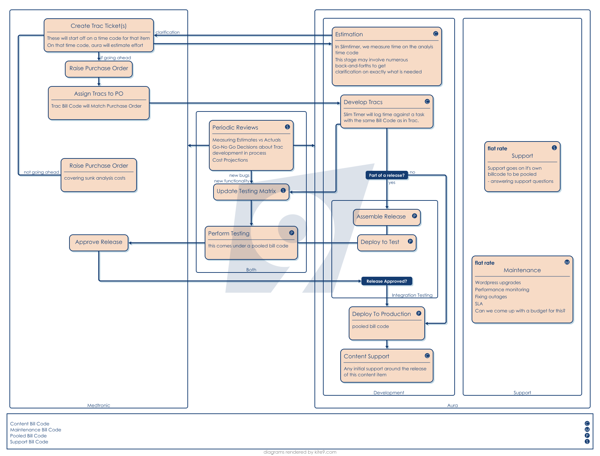 Create Trac Ticket(s)
These will start off on a time code for that item
On that time code, aura will estimate effort
clarification
Estimation
C
In Slimtimer, we measure time on the analysis
time code
This stage may involve numerous
back-and-forths to get
clarification on exactly what is needed
if going ahead
Raise Purchase Order
Assign Tracs to PO
Trac Bill Code will Match Purchase Order
Develop Tracs
C
Slim Timer will log time against a task
with the same Bill Code as in Trac.
Periodic Reviews
S
Measuring Estimates vs Actuals
Go-No Go Decisions about Trac
development in process
Cost Projections
flat rate
S
Support
Support goes on it's own
billcode to be pooled
- answering support questions
not going ahead
Raise Purchase Order
covering sunk analysis costs
new bugs
new functionality
Update Testing Matrix
S
Part of a release?
no
yes
Assemble Release
P
Perform Testing
P
This comes under a pooled bill code
Approve Release
Deploy to Test
P
Both
flat rate
M
Maintenance
Wordpress upgrades
Performance monitoring
Fixing outages
SLA
Can we come up with a budget for this?
Release Approved?
Integration Testing
Deploy To Production
P
pooled bill code
Content Support
C
Any initial support around the release
of this content item
Development
Support
Medtronic
Aura
Content Bill Code
C
Maintenance Bill Code
M
Pooled Bill Code
P
Support Bill Code
S